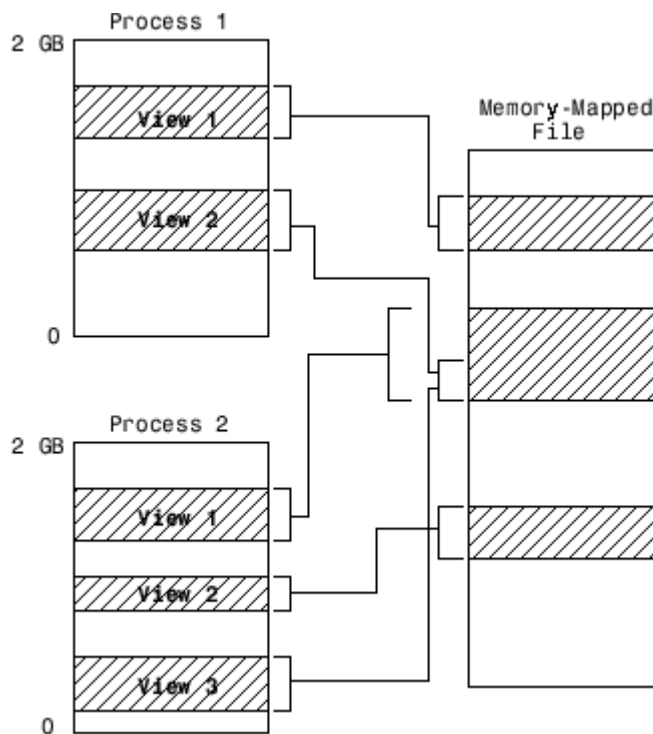 Process 1
2 GB
View 1
View 2
0
Memory-Mapped
File
Process 2
2 GB
View 1
View 2
View 3
0